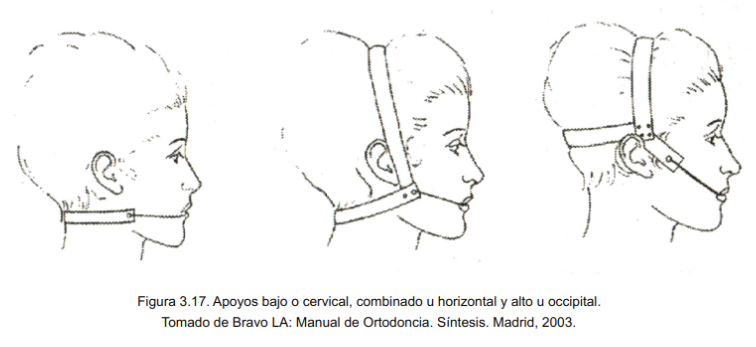 Figura 3.17. Apoyos bajo o cervical, combinado u horizontal y alto u occipital.
Tomado de Bravo LA: Manual de Ortodoncia. Síntesis. Madrid, 2003.